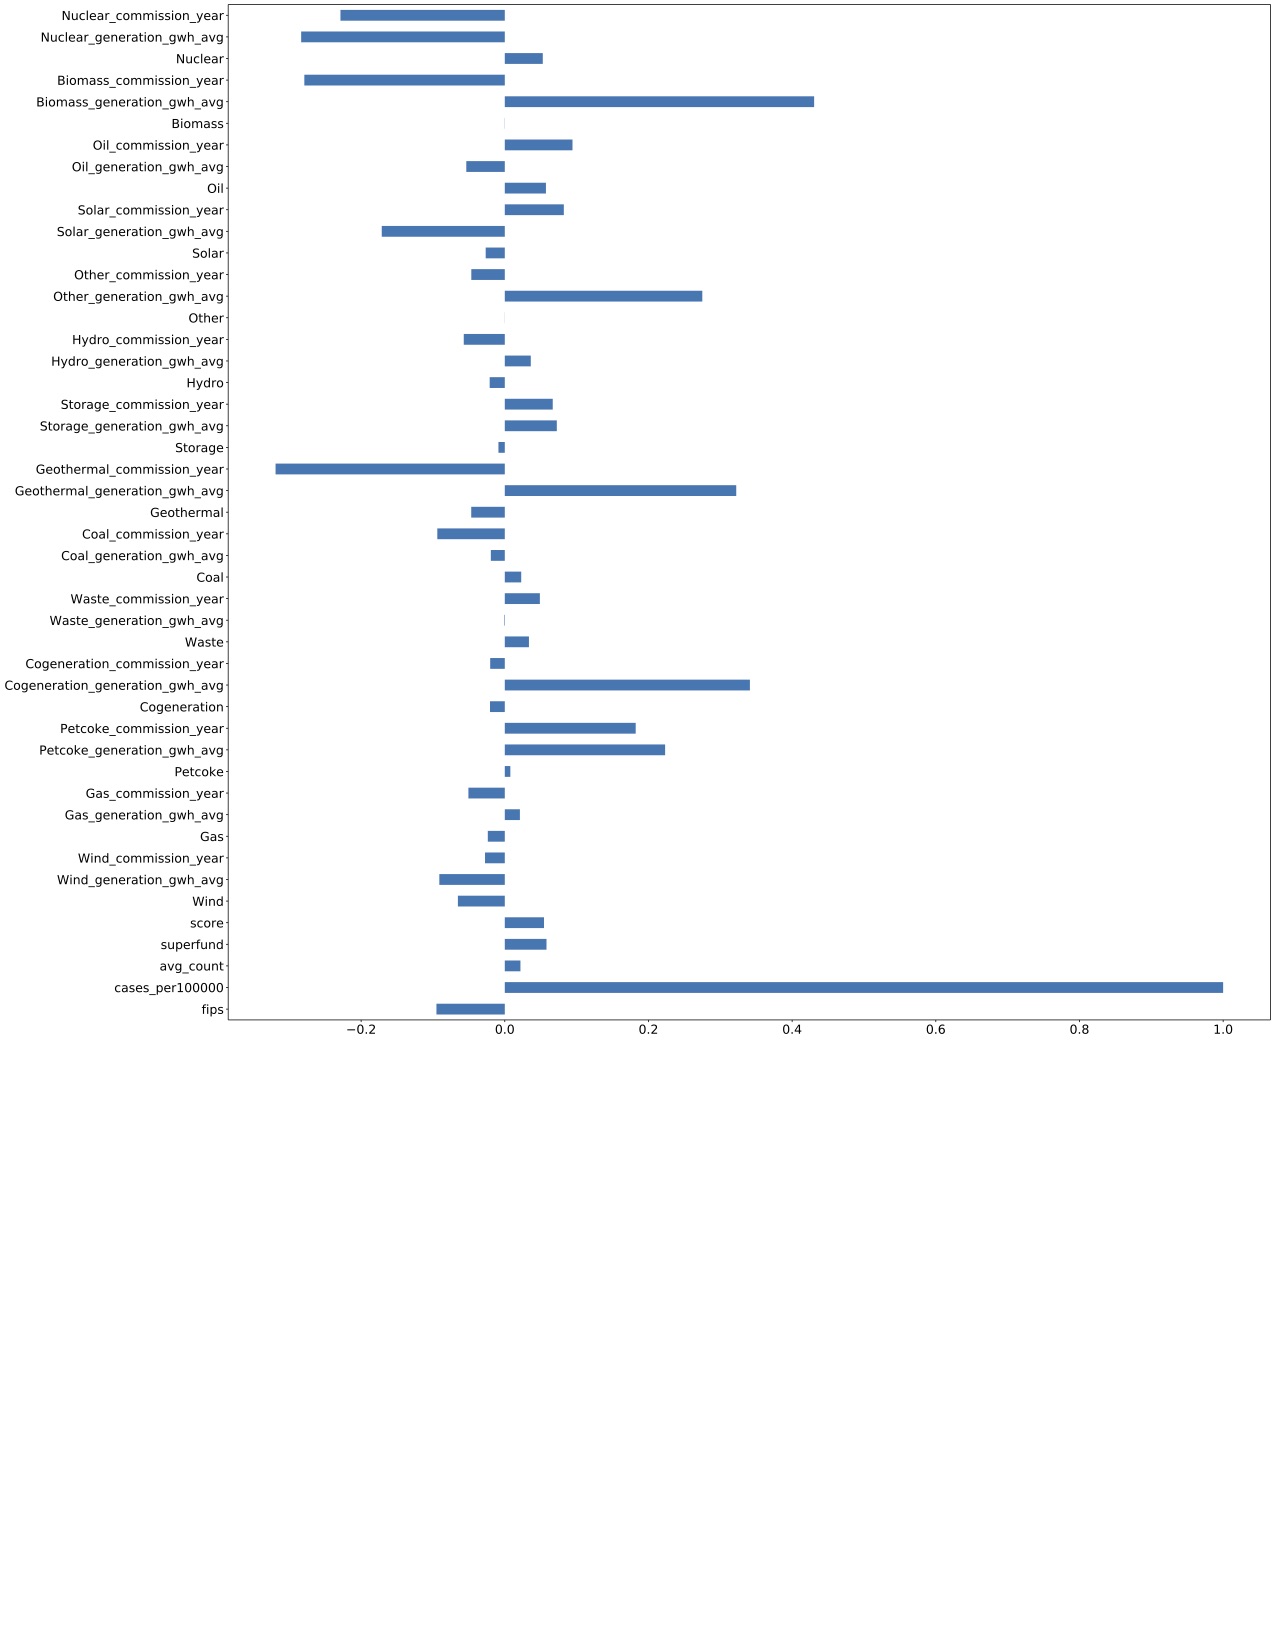 Nuclear_commission_year
Nuclear_generation_gwh_avg
Nuclear
Biomass_commission_year
Biomass_generation_gwh_avg
Biomass
Oil_commission_year
Oil_generation_gwh_avg
Oil
Solar_commission_year
Solar_generation_gwh_avg
Solar
Other_commission_year
Other_generation_gwh_avg
Other
Hydro_commission_year
Hydro_generation_gwh_avg
Hydro
Storage_commission_year
Storage_generation_gwh_avg
Storage
Geothermal_commission_year
Geothermal_generation_gwh_avg
Geothermal
Coal_commission_year
Coal_generation_gwh_avg
Coal
Waste_commission_year
Waste_generation_gwh_avg
Waste
Cogeneration_commission_year
Cogeneration_generation_gwh_avg
Cogeneration
Petcoke_commission_year
Petcoke_generation_gwh_avg
Petcoke
Gas_commission_year
Gas_generation_gwh_avg
Gas
Wind_commission_year
Wind_generation_gwh_avg
Wind
score
superfund
avg_count
cases_per100000
fips
−0.2 0.0 0.2 0.4 0.6 0.8 1.0